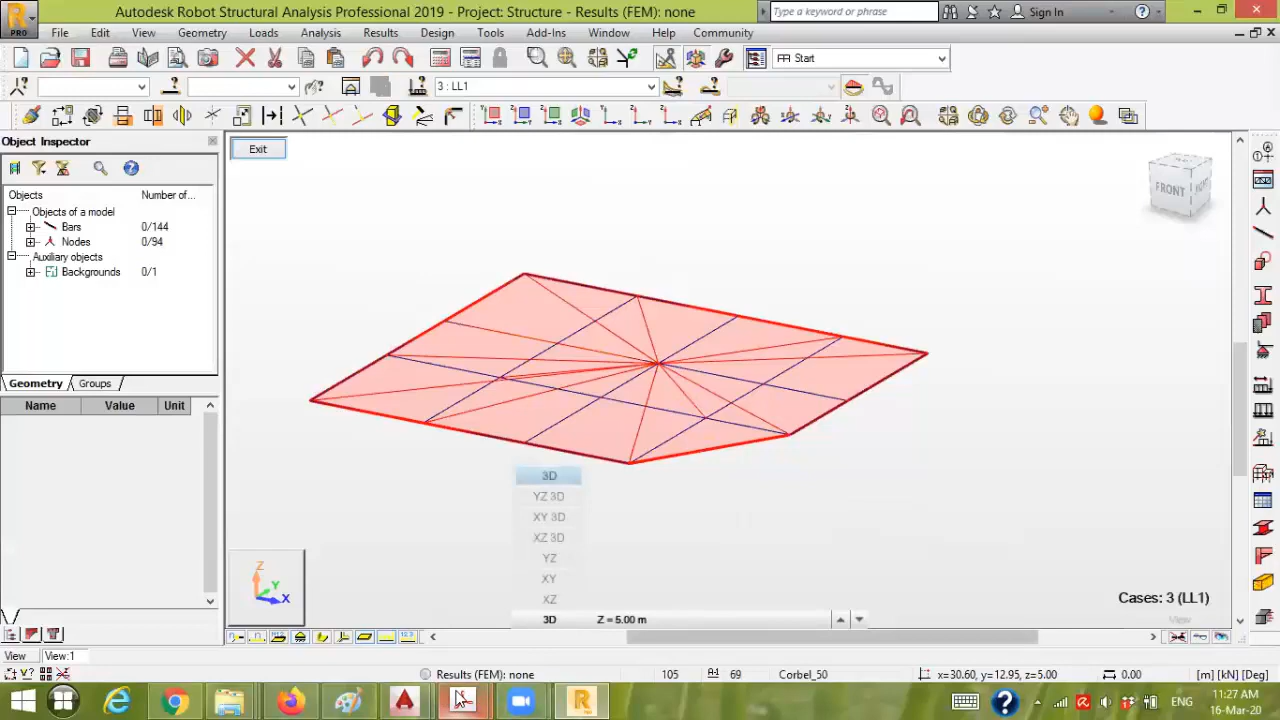 PRO
Autodesk Robot Structural Analysis Professional 2019 - Project: Structure - Results (FEM): none
Type a keyword or phrase
Sign In
File Edit View Geometry Loads Analysis Results Design Tools Add-Ins Window Help Community
Start
3 : LL1
Object Inspector
Exit
FRONT
Objects Number of...
Objects of a model
Bars 0/144
Nodes 0/94
Auxiliary objects
Backgrounds 0/1
Geometry Groups
Name Value Unit
3D
YZ 3D
XY 3D
XZ 3D
YZ
XY
XZ
3D Z = 5.00 m
Z
Y
X
Cases: 3 (LL1)
View
View View:1
Results (FEM): none 105 69 Corbel_50 x=30.60, y=12.95, z=5.00 0.00 [m] [kN] [Deg]
ENG
11:27 AM
16-Mar-20